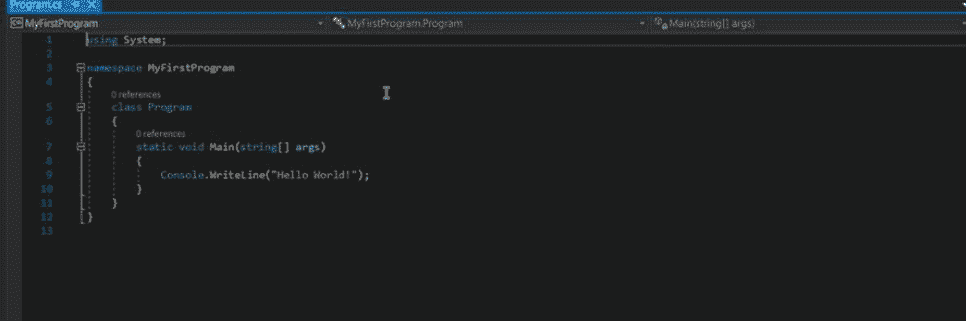 Program.cs
MyFirstProgram MyFirstProgram.Program Main(string[] args)
1 using System;
2
3 namespace MyFirstProgram
4 {
0 references
5 class Program
6 {
0 references
7 static void Main(string[] args)
8 {
9 Console.WriteLine("Hello World!");
10 }
11 }
12 }
13